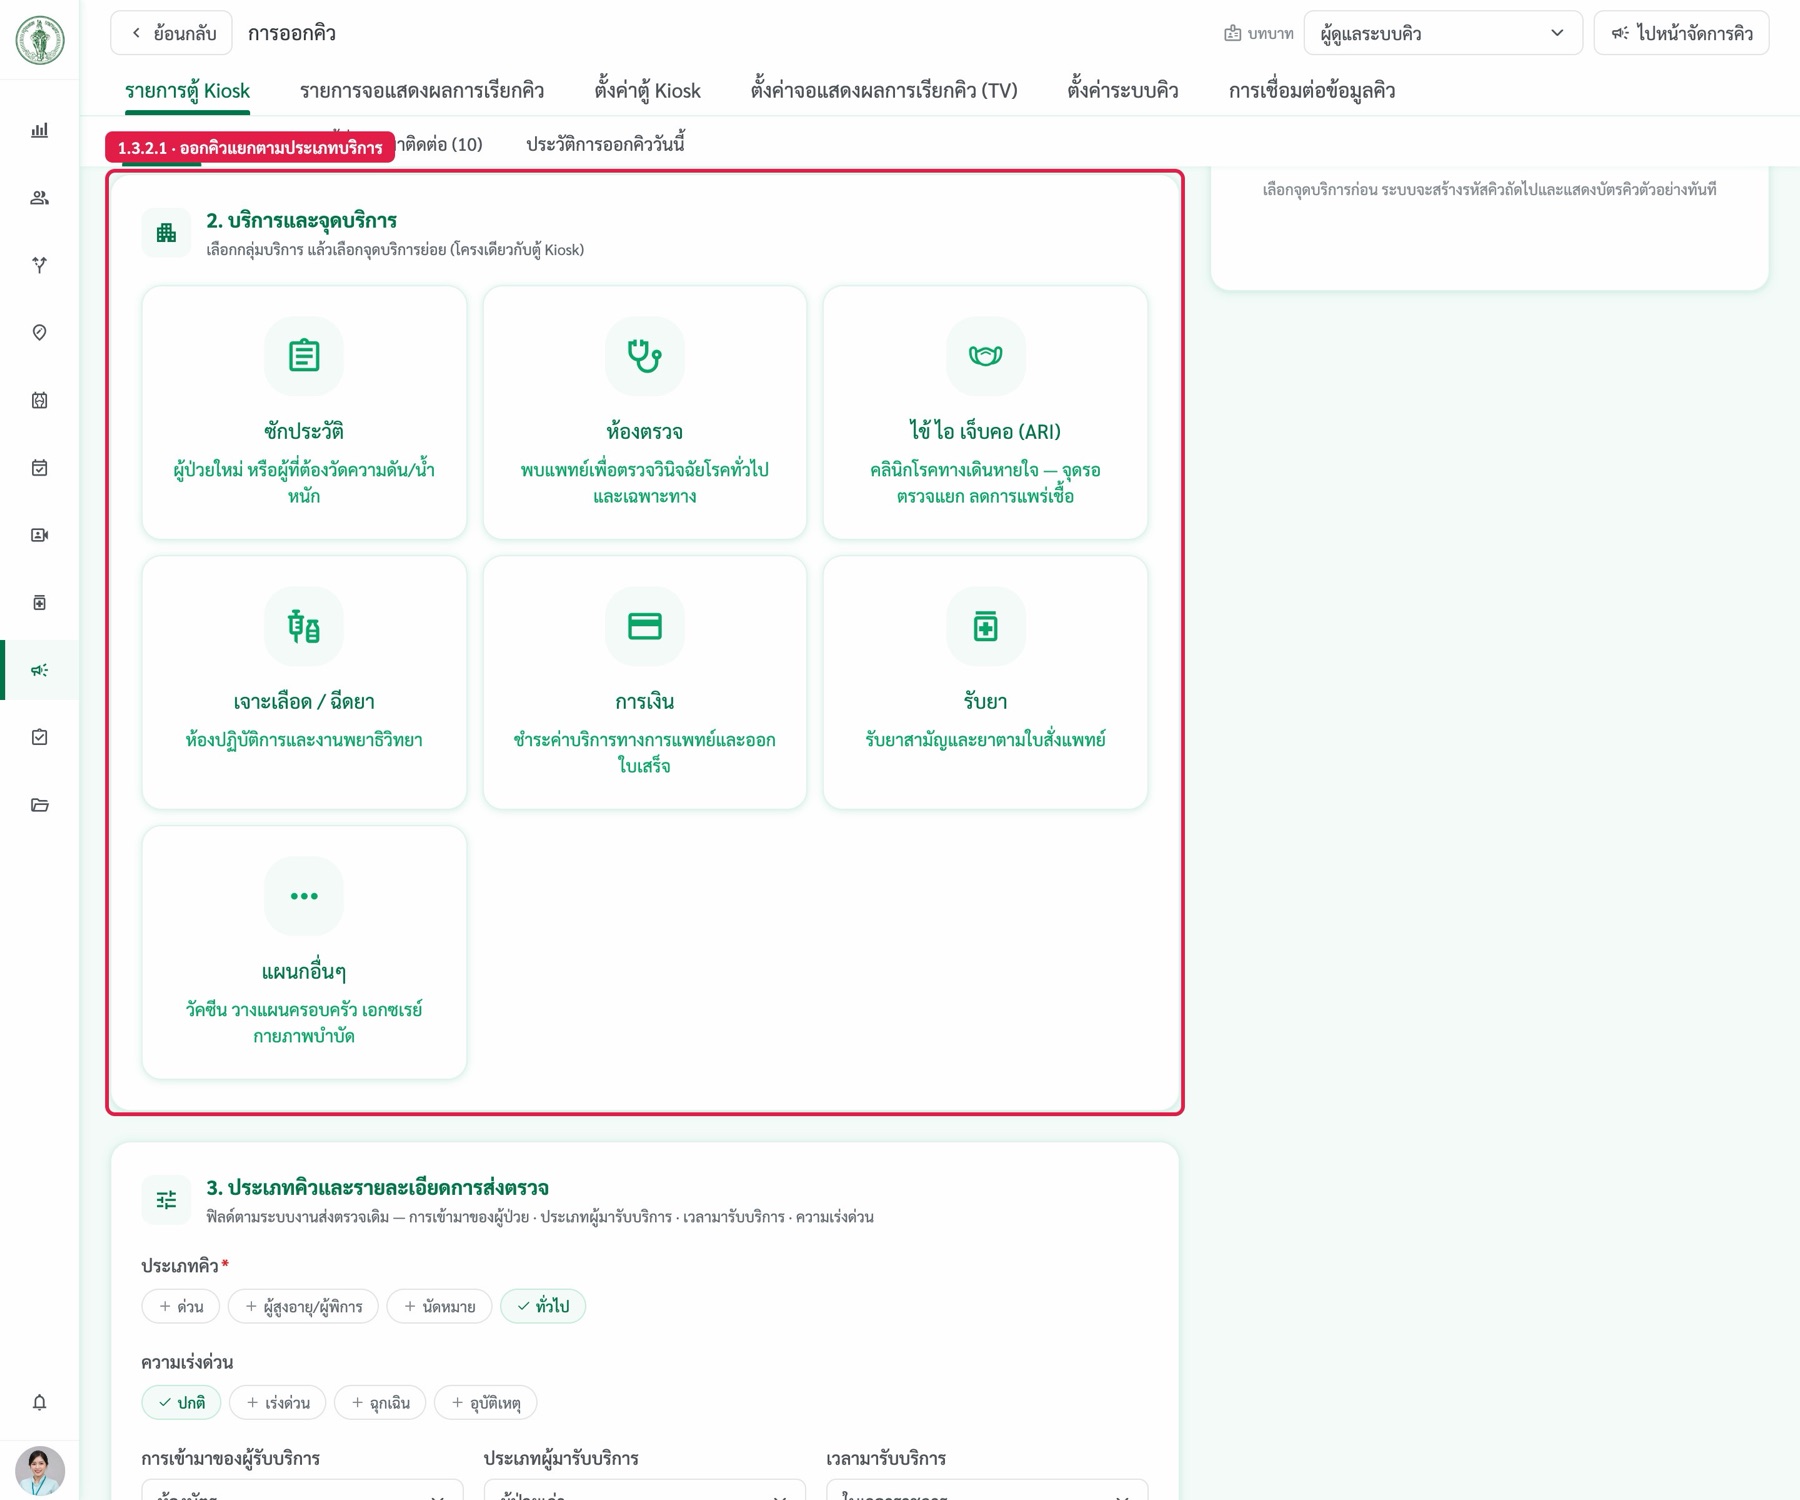 ย้อนกลับ
การออกคิว
บทบาท
ผู้ดูแลระบบคิว
ไปหน้าจัดการคิว
รายการตู้ Kiosk
รายการจอแสดงผลการเรียกคิว
ตั้งค่าตู้ Kiosk
ตั้งค่าจอแสดงผลการเรียกคิว (TV)
ตั้งค่าระบบคิว
การเชื่อมต่อข้อมูลคิว
1.3.2.1 · ออกคิวแยกตามประเภทบริการ
าติดต่อ (10)
ประวัติการออกคิววันนี้
เลือกจุดบริการก่อน ระบบจะสร้างรหัสคิวถัดไปและแสดงบัตรคิวตัวอย่างทันที
2. บริการและจุดบริการ
เลือกกลุ่มบริการ แล้วเลือกจุดบริการย่อย (โครงเดียวกับตู้ Kiosk)
ซักประวัติ
ผู้ป่วยใหม่ หรือผู้ที่ต้องวัดความดัน/น้ำ
หนัก
ห้องตรวจ
พบแพทย์เพื่อตรวจวินิจฉัยโรคทั่วไป
และเฉพาะทาง
ไข้ ไอ เจ็บคอ (ARI)
คลินิกโรคทางเดินหายใจ — จุดรอ
ตรวจแยก ลดการแพร่เชื้อ
เจาะเลือด / ฉีดยา
ห้องปฏิบัติการและงานพยาธิวิทยา
การเงิน
ชำระค่าบริการทางการแพทย์และออก
ใบเสร็จ
รับยา
รับยาสามัญและยาตามใบสั่งแพทย์
แผนกอื่นๆ
วัคซีน วางแผนครอบครัว เอกซเรย์
กายภาพบำบัด
3. ประเภทคิวและรายละเอียดการส่งตรวจ
ฟิลด์ตามระบบงานส่งตรวจเดิม — การเข้ามาของผู้ป่วย · ประเภทผู้มารับบริการ · เวลามารับบริการ · ความเร่งด่วน
ประเภทคิว*
ด่วน
ผู้สูงอายุ/ผู้พิการ
นัดหมาย
ทั่วไป
ความเร่งด่วน
ปกติ
เร่งด่วน
ฉุกเฉิน
อุบัติเหตุ
การเข้ามาของผู้รับบริการ
ประเภทผู้มารับบริการ
เวลามารับบริการ